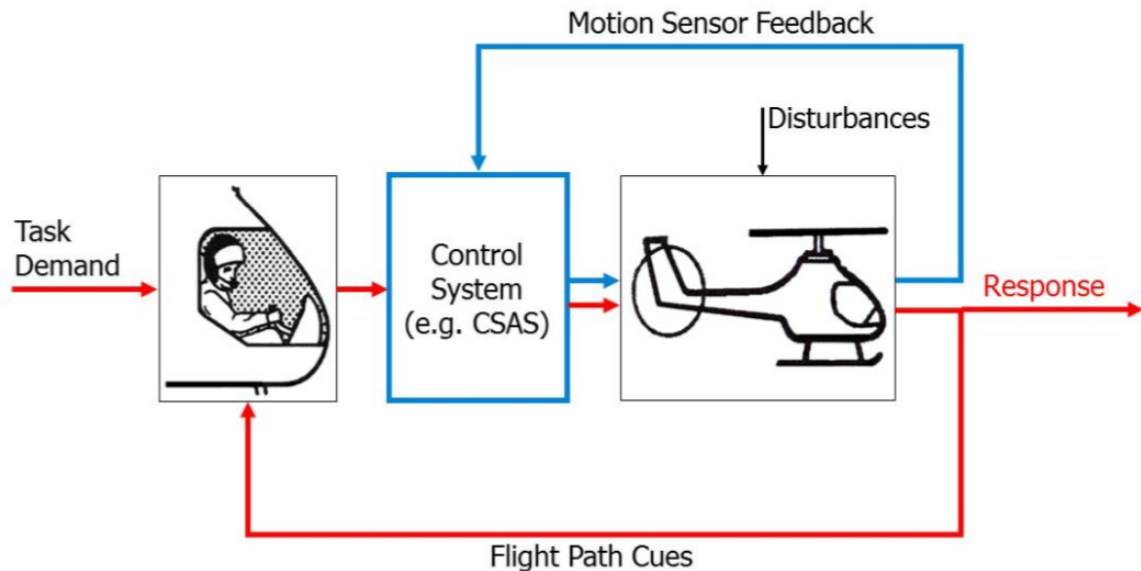 Motion Sensor Feedback
Disturbances
Task
Demand
Control
System
(e.g. CSAS)
Response
Flight Path Cues